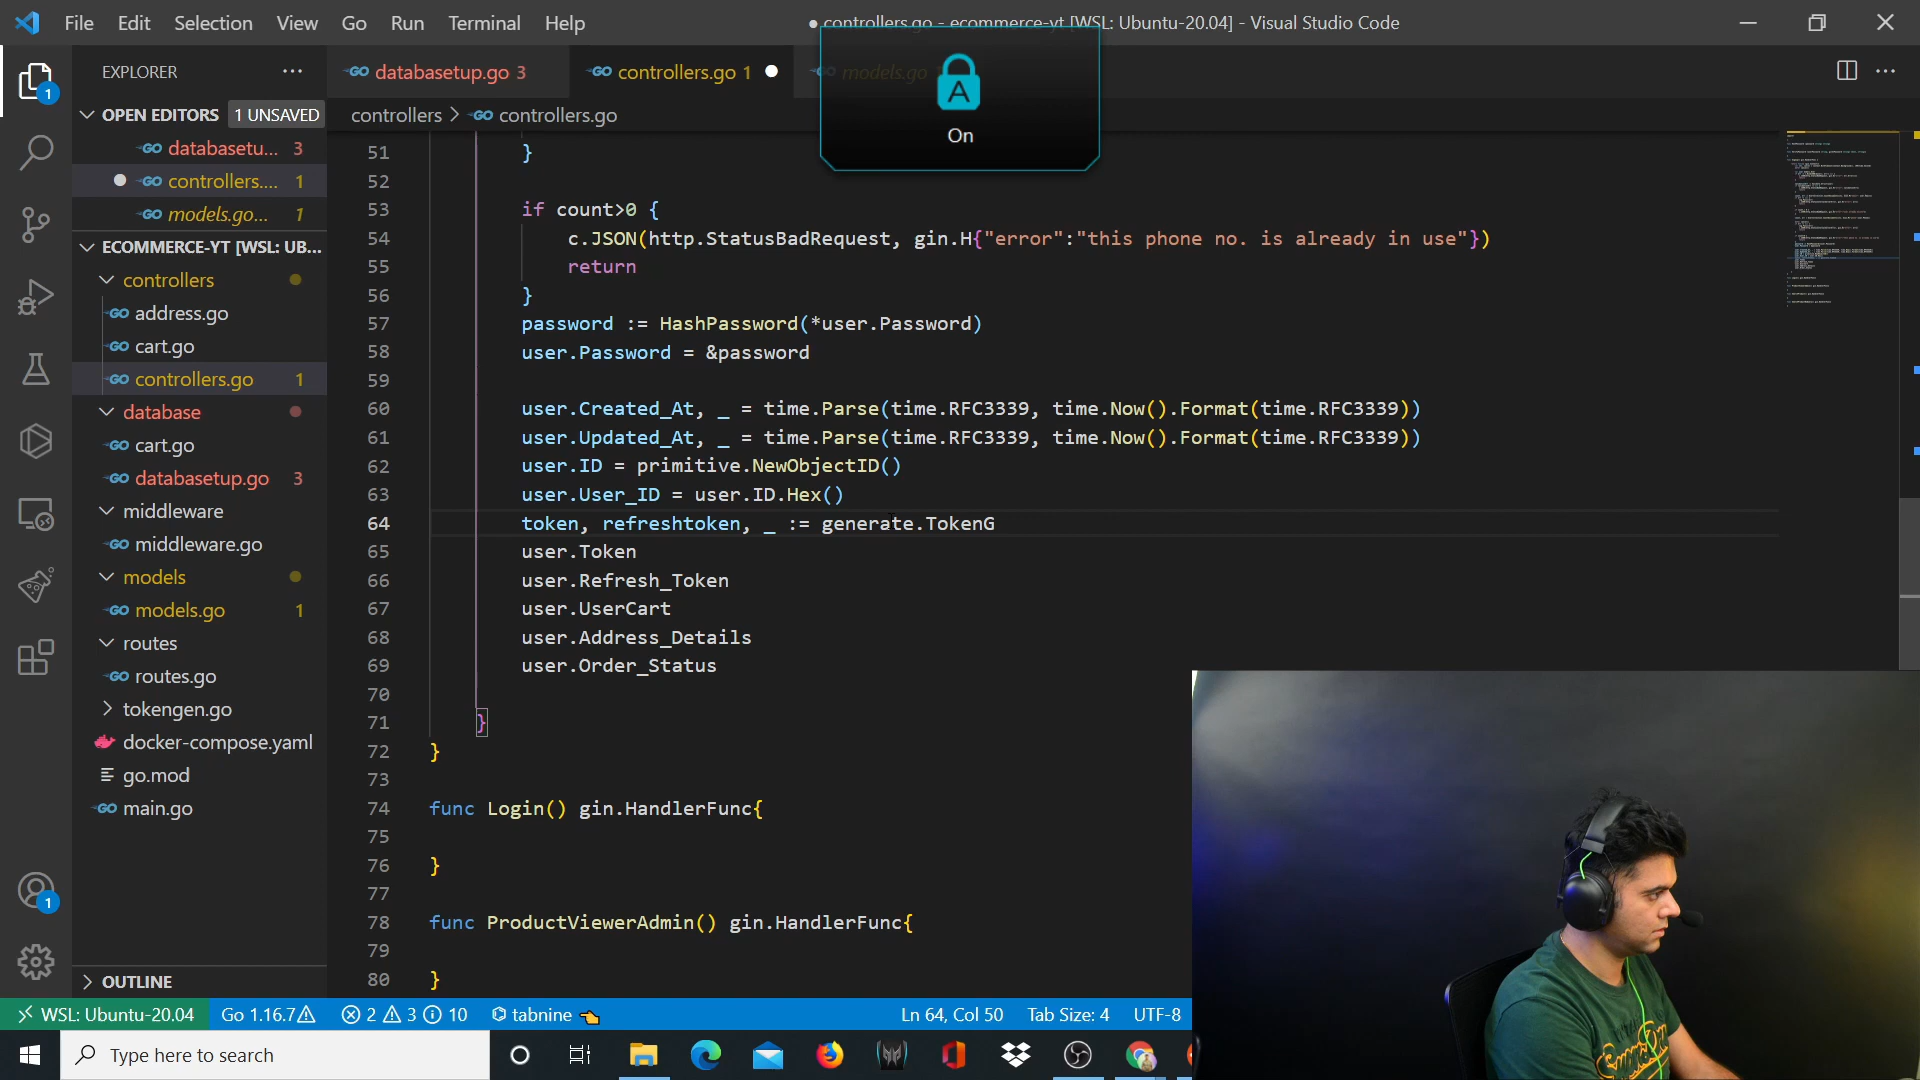 File Edit Selection View Go Run Terminal Help
● controllers.go - ecommerce-yt [WSL: Ubuntu-20.04] - Visual Studio Code
A
On
EXPLORER
databasetup.go 3
controllers.go 1
models.go
OPEN EDITORS 1 UNSAVED
controllers > controllers.go
databasetu... 3
controllers.... 1
models.go... 1
ECOMMERCE-YT [WSL: UB...
controllers
address.go
cart.go
controllers.go 1
database
cart.go
databasetup.go 3
middleware
middleware.go
models
models.go 1
routes
routes.go
tokengen.go
docker-compose.yaml
go.mod
main.go
OUTLINE
51 }
52
53 if count>0 {
54 c.JSON(http.StatusBadRequest, gin.H{"error":"this phone no. is already in use"})
55 return
56 }
57 password := HashPassword(*user.Password)
58 user.Password = &password
59
60 user.Created_At, _ = time.Parse(time.RFC3339, time.Now().Format(time.RFC3339))
61 user.Updated_At, _ = time.Parse(time.RFC3339, time.Now().Format(time.RFC3339))
62 user.ID = primitive.NewObjectID()
63 user.User_ID = user.ID.Hex()
64 token, refreshtoken, _ := generate.TokenG
65 user.Token
66 user.Refresh_Token
67 user.UserCart
68 user.Address_Details
69 user.Order_Status
70
71 }
72 }
73
74 func Login() gin.HandlerFunc{
75
76 }
77
78 func ProductViewerAdmin() gin.HandlerFunc{
79
80 }
1
1
WSL: Ubuntu-20.04 Go 1.16.7 2 3 10 tabnine Ln 64, Col 50 Tab Size: 4 UTF-8
Type here to search